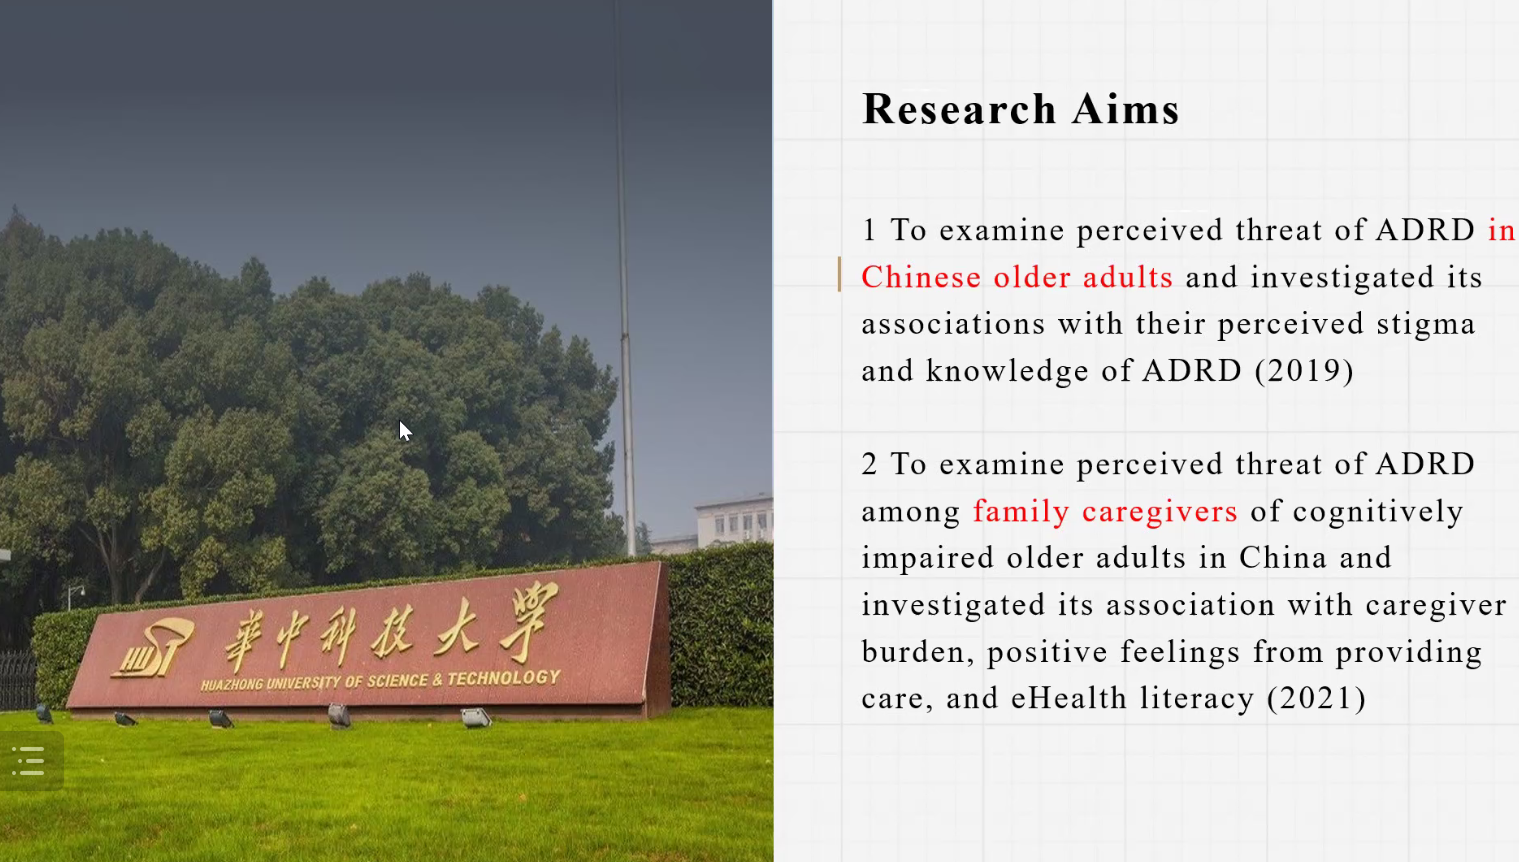 Research Aims
1 To examine perceived threat of ADRD in
Chinese older adults and investigated its
associations with their perceived stigma
and knowledge of ADRD (2019)
2 To examine perceived threat of ADRD
among family caregivers of cognitively
impaired older adults in China and
investigated its association with caregiver
burden, positive feelings from providing
care, and eHealth literacy (2021)
HUST 華中科技大学
HUAZHONG UNIVERSITY OF SCIENCE & TECHNOLOGY